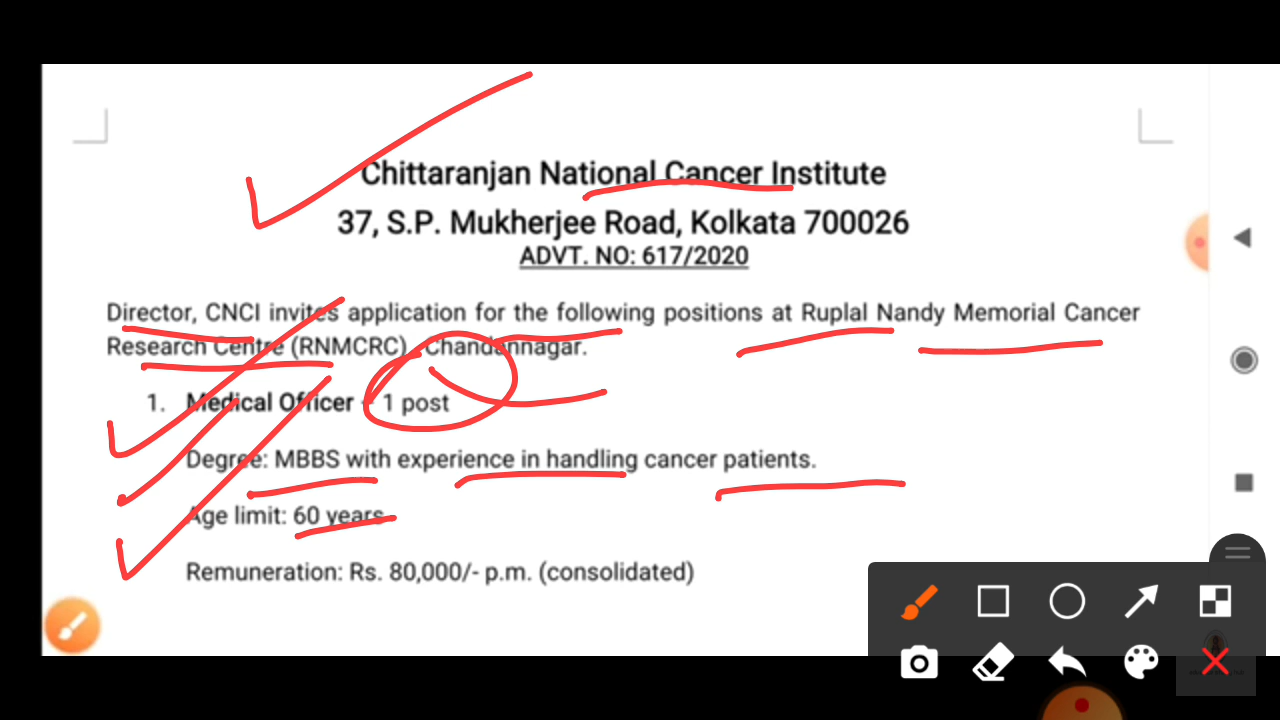 Chittaranjan National Cancer Institute
37, S.P. Mukherjee Road, Kolkata 700026
ADVT. NO: 617/2020
Director, CNCI invites application for the following positions at Ruplal Nandy Memorial Cancer
Research Centre (RNMCRC), Chandannagar.
1. Medical Officer - 1 post
Degree: MBBS with experience in handling cancer patients.
Age limit: 60 years
Remuneration: Rs. 80,000/- p.m. (consolidated)